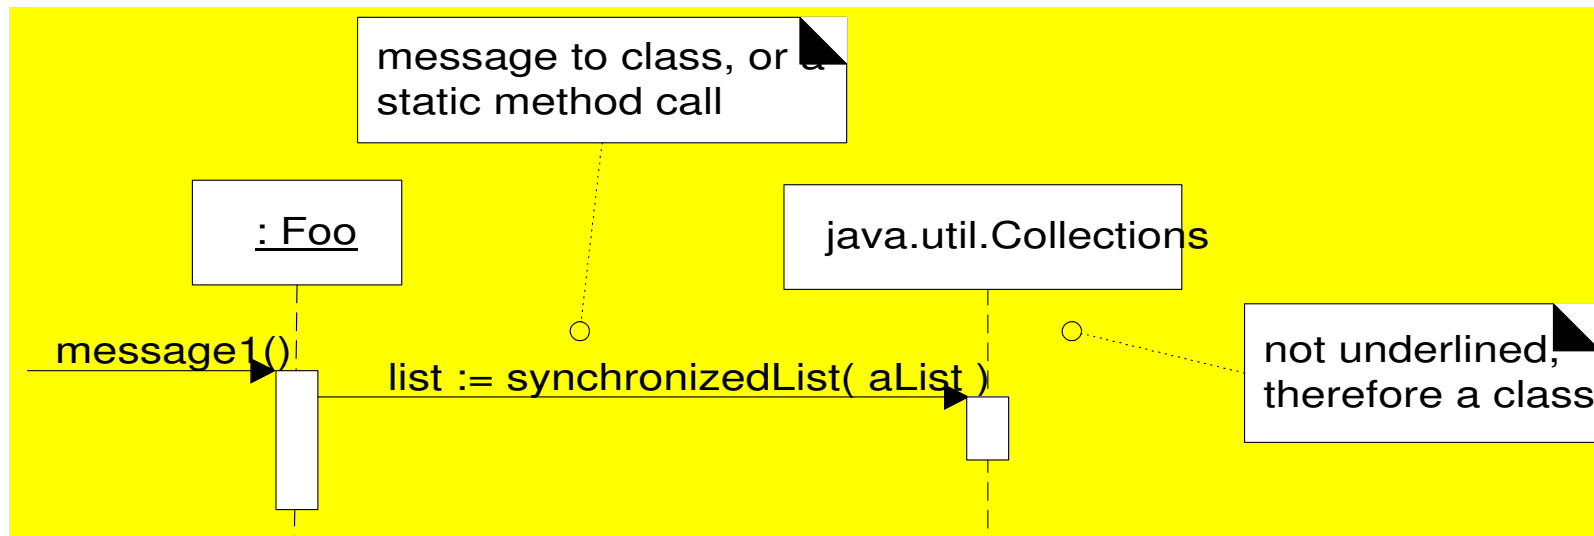 message to class, or a
static method call
: Foo
java.util.Collections
message1()
list := synchronizedList( aList )
not underlined,
therefore a class